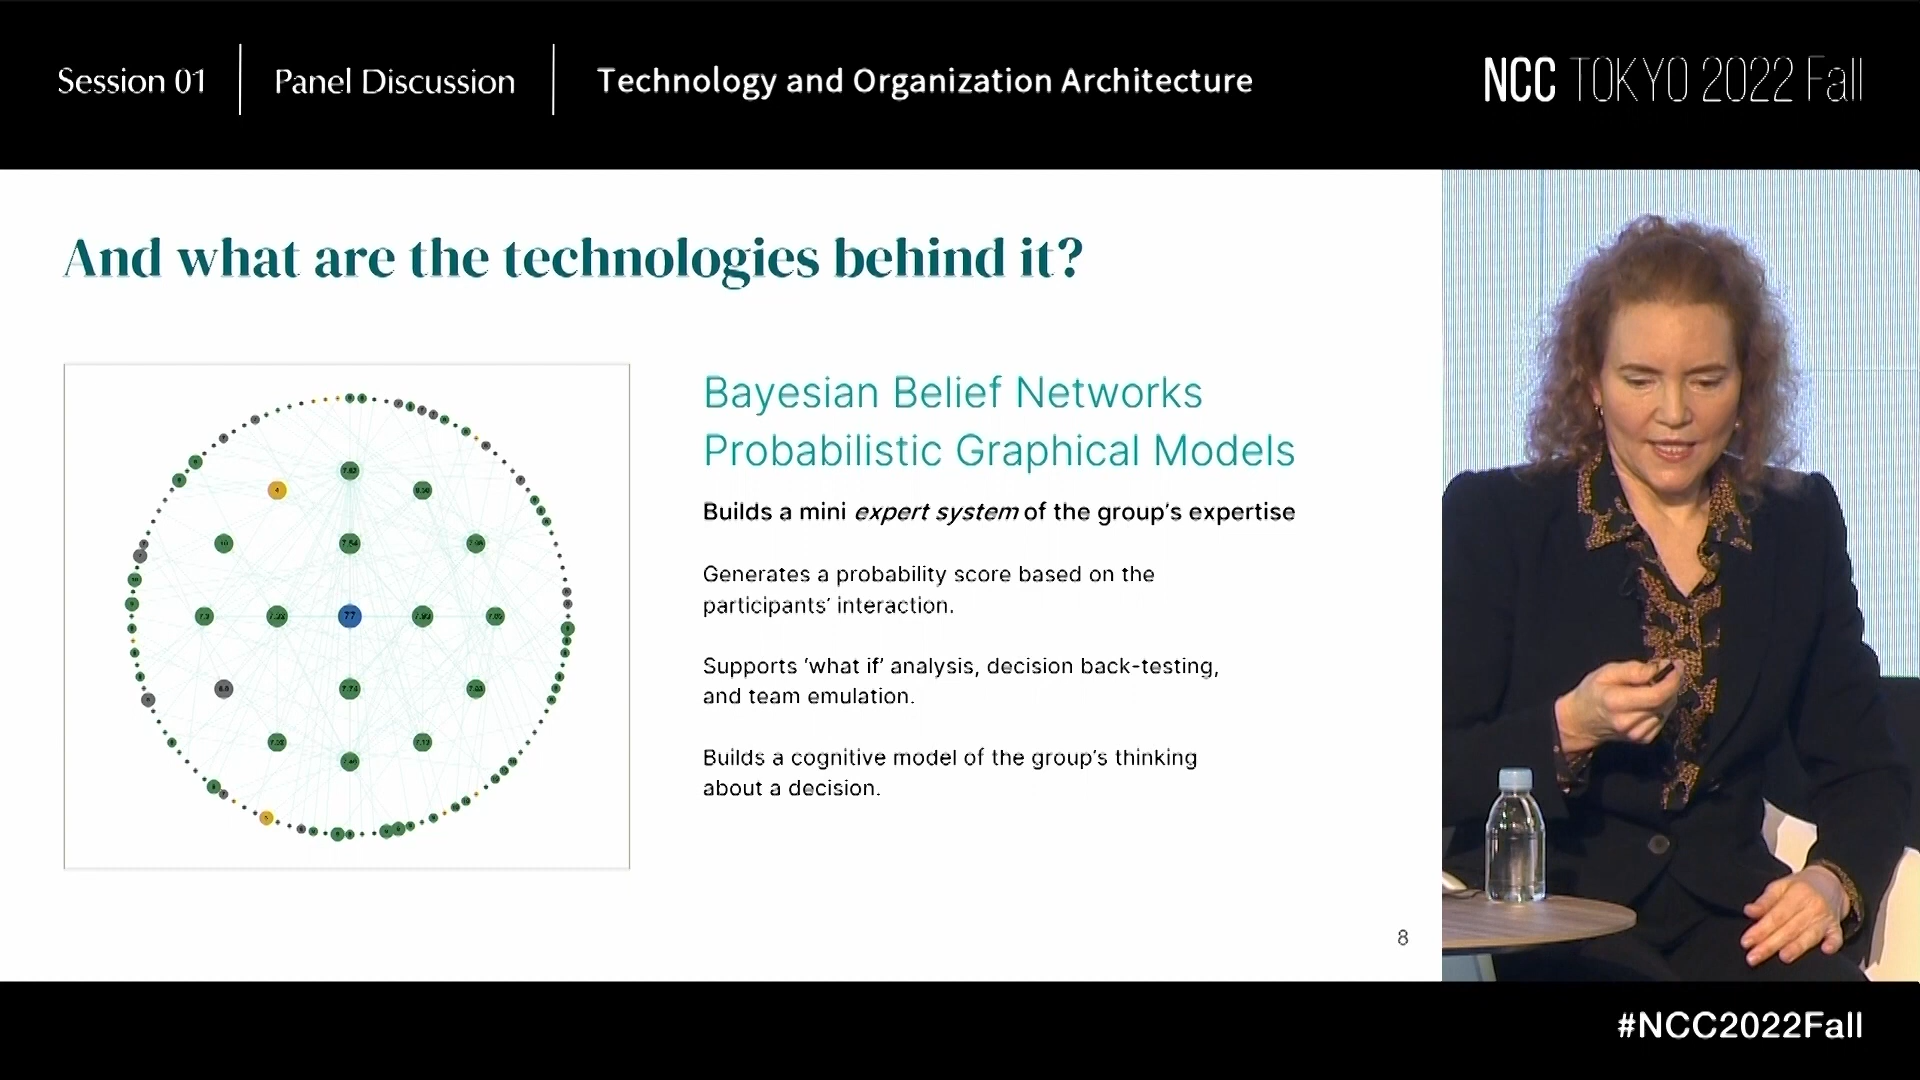 Session 01
Panel Discussion
Technology and Organization Architecture
NCC TOKYO 2022 Fall
And what are the technologies behind it?
77
Bayesian Belief Networks
Probabilistic Graphical Models
Builds a mini expert system of the group's expertise
Generates a probability score based on the
participants' interaction.
Supports 'what if' analysis, decision back-testing,
and team emulation.
Builds a cognitive model of the group's thinking
about a decision.
8
#NCC2022Fall